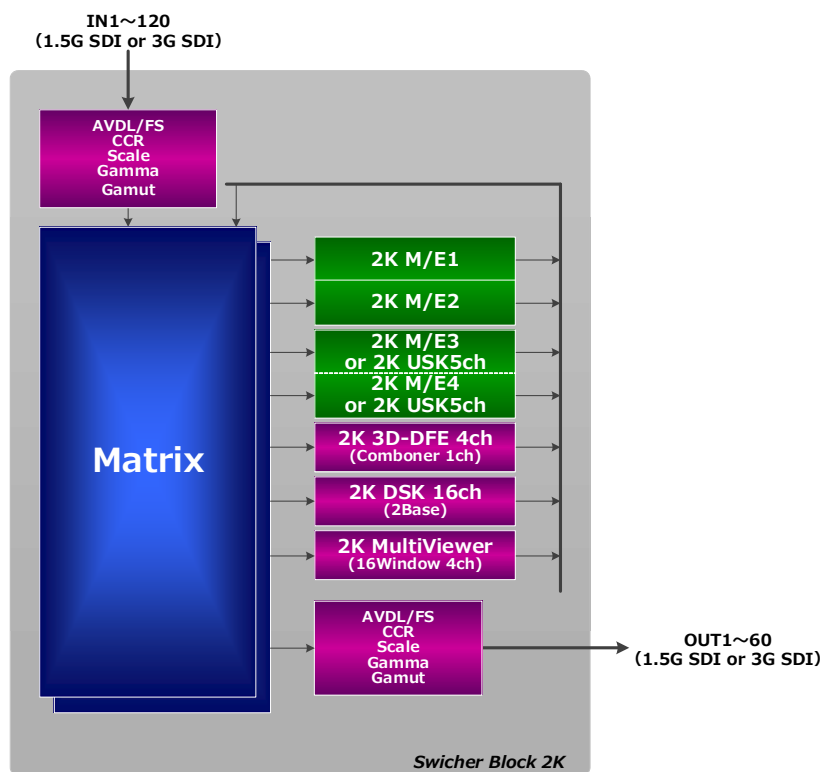 IN1～120
（1.5G SDI or 3G SDI）
AVDL/FS
CCR
Scale
Gamma
Gamut
Matrix
2K M/E1
2K M/E2
2K M/E3
or 2K USK5ch
2K M/E4
or 2K USK5ch
2K 3D-DFE 4ch
(Comboner 1ch)
2K DSK 16ch
(2Base)
2K MultiViewer
(16Window 4ch)
AVDL/FS
CCR
Scale
Gamma
Gamut
OUT1～60
（1.5G SDI or 3G SDI）
Swicher Block 2K